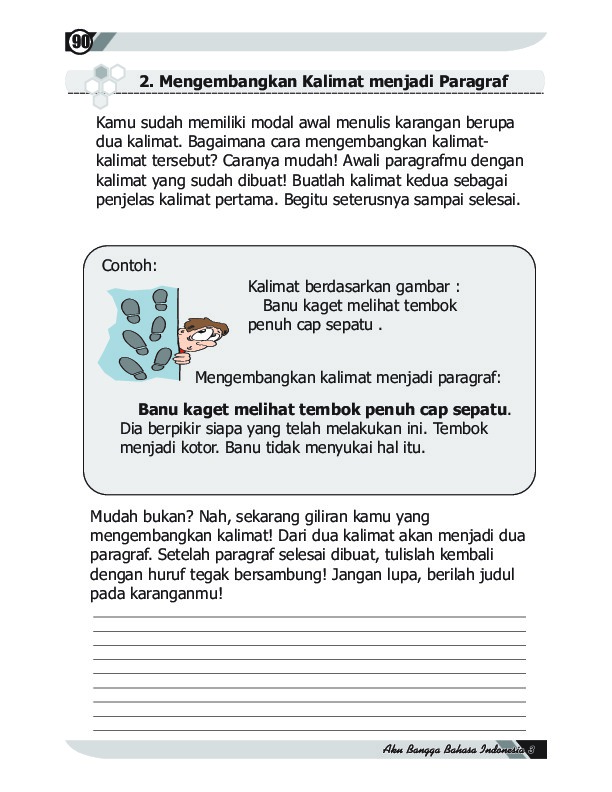 90
2. Mengembangkan Kalimat menjadi Paragraf
Kamu sudah memiliki modal awal menulis karangan berupa
dua kalimat. Bagaimana cara mengembangkan kalimat-
kalimat tersebut? Caranya mudah! Awali paragrafmu dengan
kalimat yang sudah dibuat! Buatlah kalimat kedua sebagai
penjelas kalimat pertama. Begitu seterusnya sampai selesai.
Contoh:
Kalimat berdasarkan gambar :
Banu kaget melihat tembok
penuh cap sepatu .
Mengembangkan kalimat menjadi paragraf:
Banu kaget melihat tembok penuh cap sepatu.
Dia berpikir siapa yang telah melakukan ini. Tembok
menjadi kotor. Banu tidak menyukai hal itu.
Mudah bukan? Nah, sekarang giliran kamu yang
mengembangkan kalimat! Dari dua kalimat akan menjadi dua
paragraf. Setelah paragraf selesai dibuat, tulislah kembali
dengan huruf tegak bersambung! Jangan lupa, berilah judul
pada karanganmu!
Aku Bangga Bahasa Indonesia 3